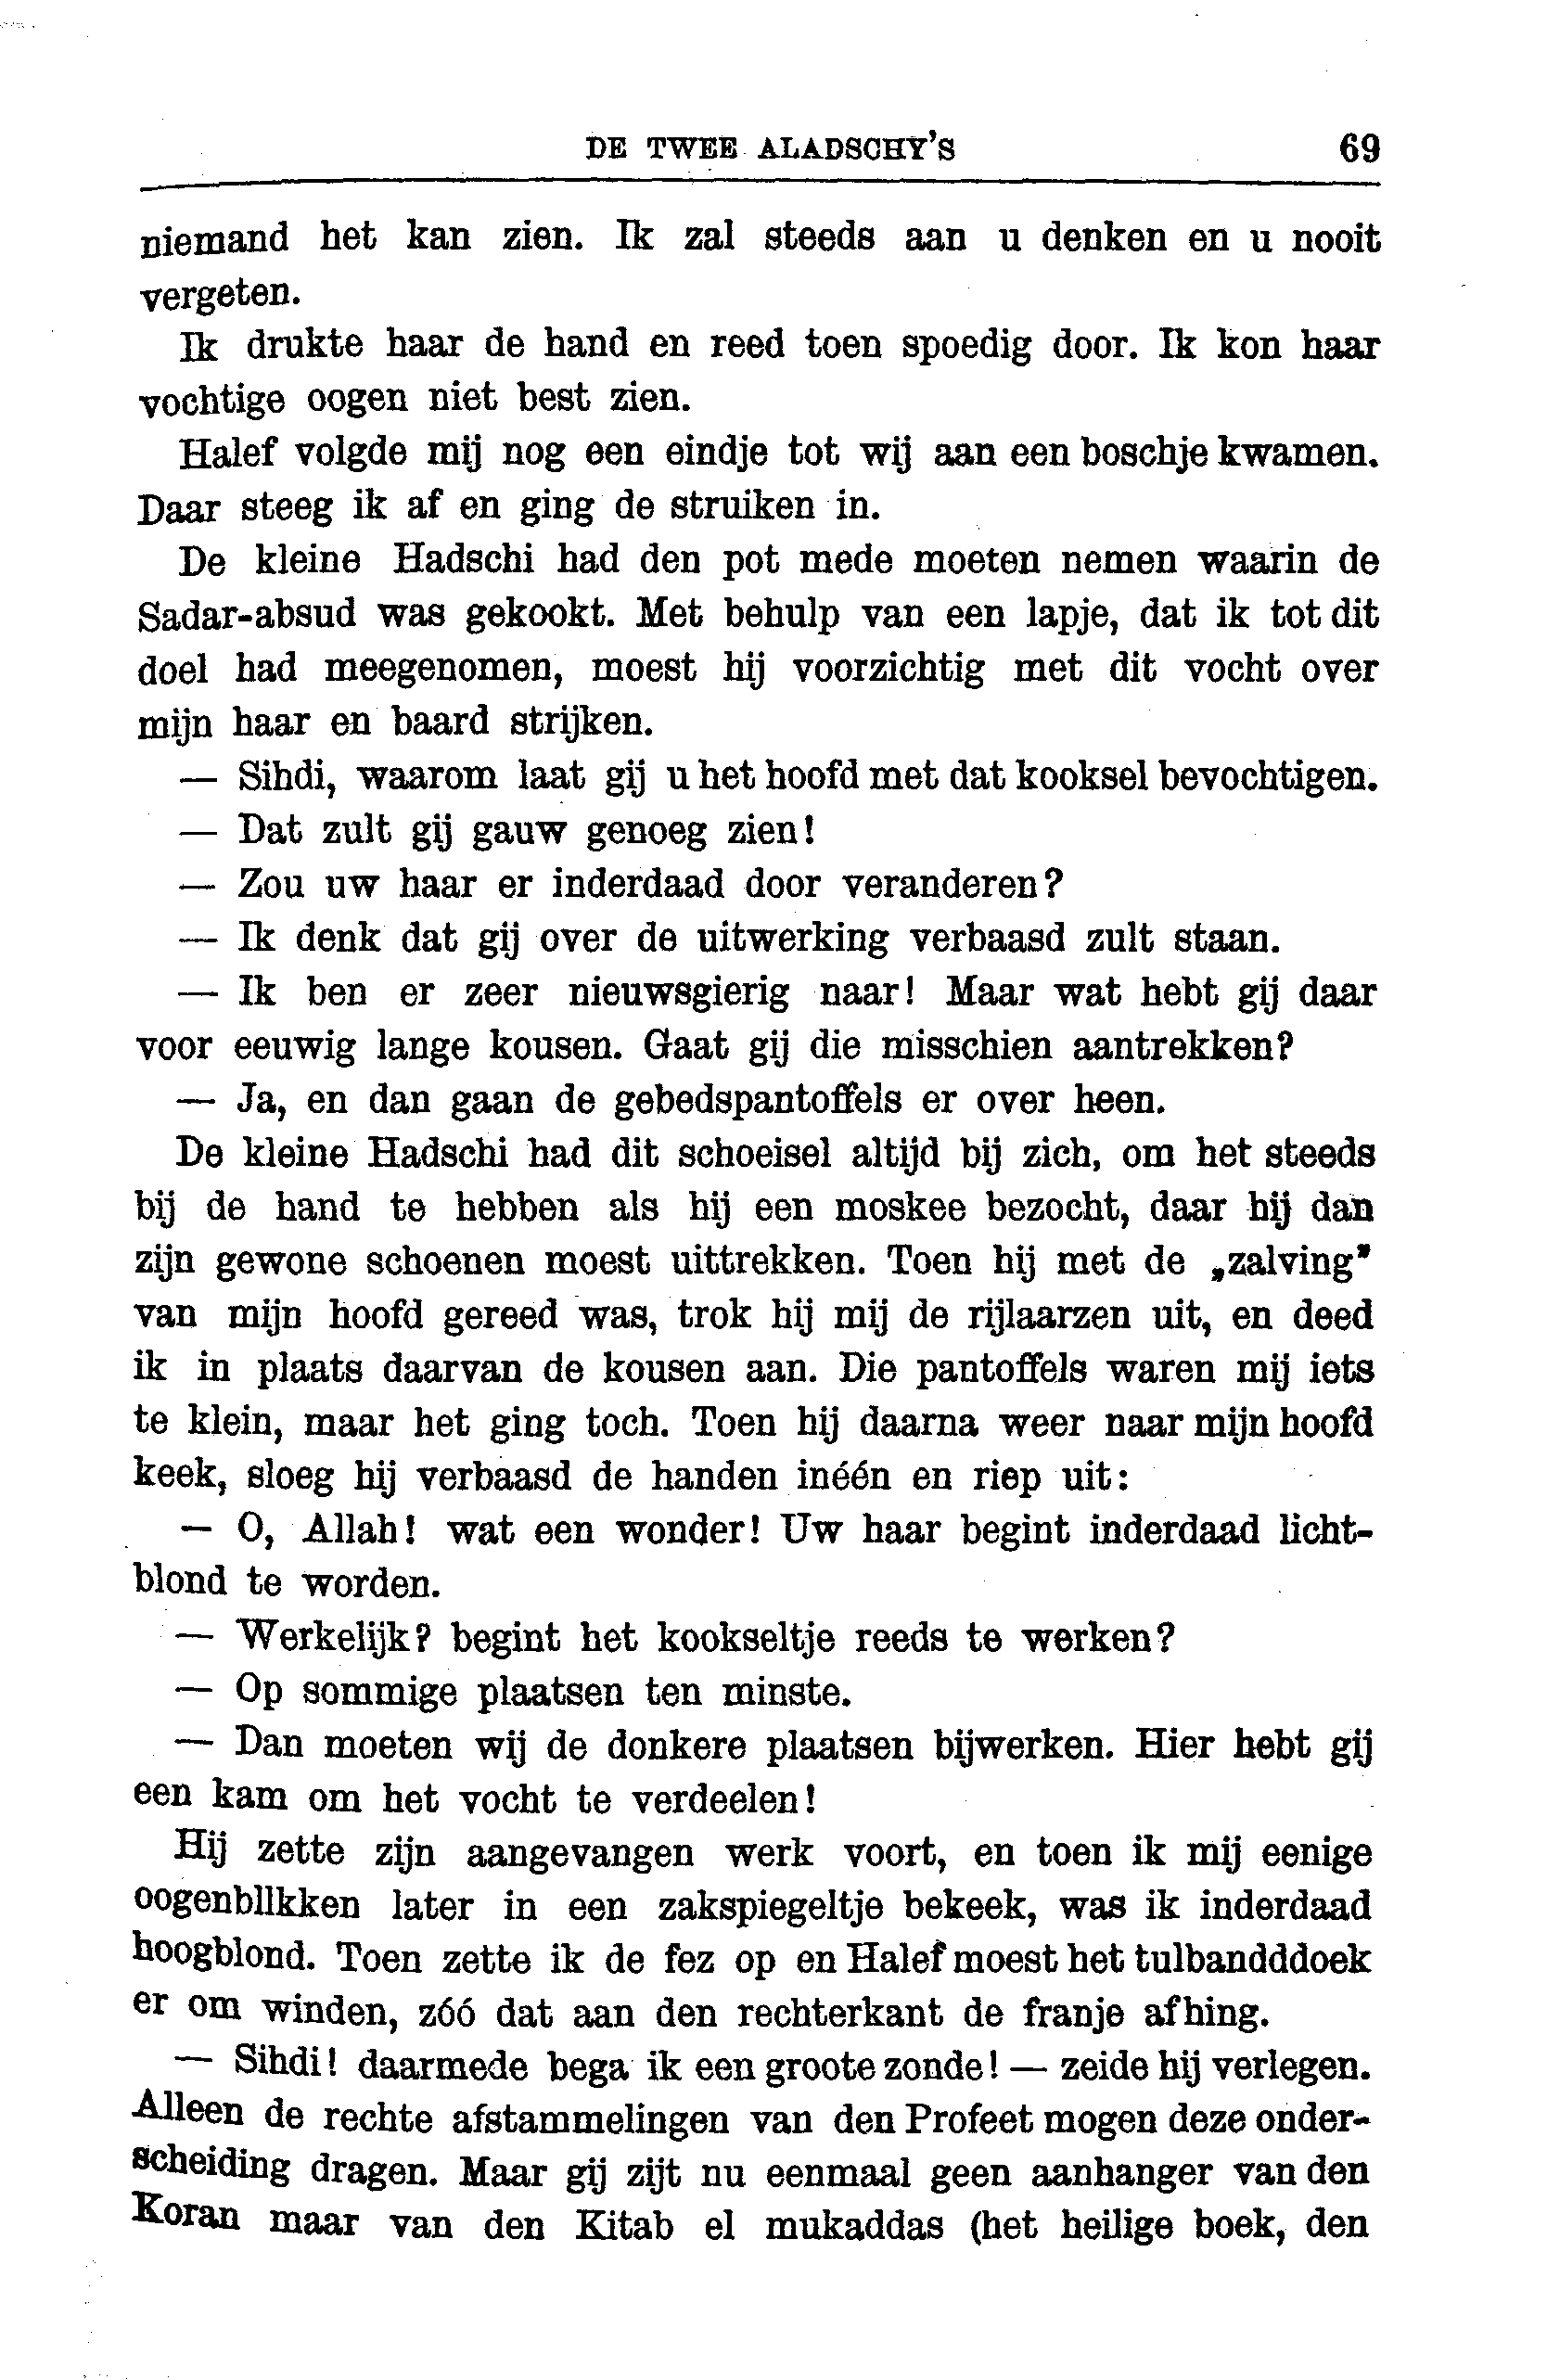 DE TWEE ALADSCHY'S 69
niemand het kan zien. Ik zal steeds aan u denken en u nooit
vergeten.
Ik drukte haar de hand en reed toen spoedig door. Ik kon haar
vochtige oogen niet best zien.
Halef volgde mij nog een eindje tot wij aan een boschje kwamen.
Daar steeg ik af en ging de struiken in.
De kleine Hadschi had den pot mede moeten nemen waarin de
Sadar-absud was gekookt. Met behulp van een lapje, dat ik tot dit
doel had meegenomen, moest hij voorzichtig met dit vocht over
mijn haar en baard strijken.
— Sihdi, waarom laat gij u het hoofd met dat kooksel bevochtigen.
— Dat zult gij gauw genoeg zien!
— Zou uw haar er inderdaad door veranderen?
— Ik denk dat gij over de uitwerking verbaasd zult staan.
— Ik ben er zeer nieuwsgierig naar! Maar wat hebt gij daar
voor eeuwig lange kousen. Gaat gij die misschien aantrekken?
— Ja, en dan gaan de gebedspantoffels er over heen.
De kleine Hadschi had dit schoeisel altijd bij zich, om het steeds
bij de hand te hebben als hij een moskee bezocht, daar hij dan
zijn gewone schoenen moest uittrekken. Toen hij met de „zalving"
van mijn hoofd gereed was, trok hij mij de rijlaarzen uit, en deed
ik in plaats daarvan de kousen aan. Die pantoffels waren mij iets
te klein, maar het ging toch. Toen hij daarna weer naar mijn hoofd
keek, sloeg hij verbaasd de handen inéén en riep uit:
— O, Allah! wat een wonder! Uw haar begint inderdaad licht-
blond te worden.
— Werkelijk? begint het kookseltje reeds te werken?
— Op sommige plaatsen ten minste.
— Dan moeten wij de donkere plaatsen bijwerken. Hier hebt gij
een kam om het vocht te verdeelen!
Hij zette zijn aangevangen werk voort, en toen ik mij eenige
oogenbllkken later in een zakspiegeltje bekeek, was ik inderdaad
hoogblond. Toen zette ik de fez op en Halef moest het tulbandddoek
er om winden, zóó dat aan den rechterkant de franje afhing.
— Sihdi! daarmede bega ik een groote zonde! — zeide hij verlegen.
Alleen de rechte afstammelingen van den Profeet mogen deze onder-
scheiding dragen. Maar gij zijt nu eenmaal geen aanhanger van den
Koran maar van den Kitab el mukaddas (het heilige boek, den